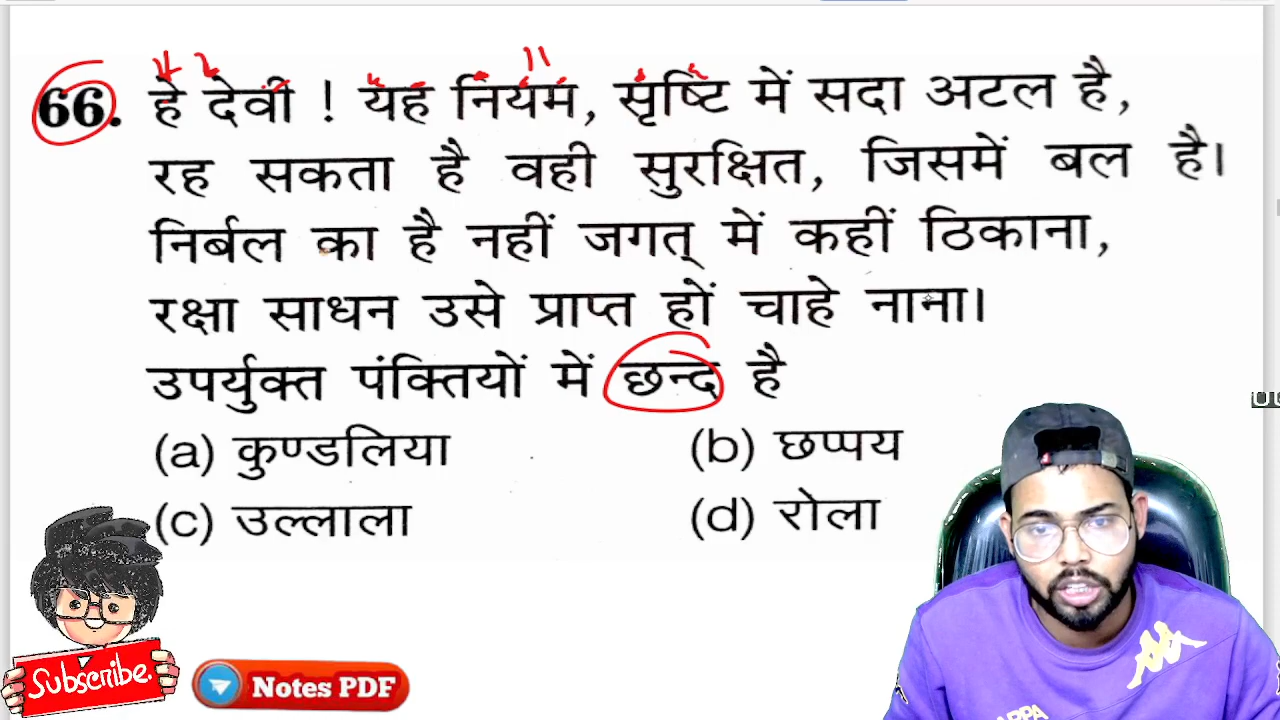 66. हे देवी ! यह नियम, सृष्टि में सदा अटल है,
रह सकता है वही सुरक्षित, जिसमें बल है।
निर्बल का है नहीं जगत् में कहीं ठिकाना,
रक्षा साधन उसे प्राप्त हों चाहे नाना।
उपर्युक्त पंक्तियों में छन्द है
(a) कुण्डलिया (b) छप्पय
(c) उल्लाला (d) रोला
Subscribe.
Notes PDF